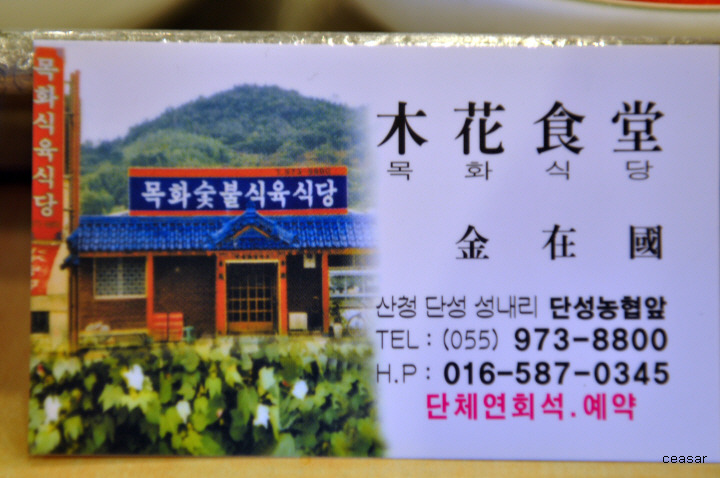 목화식육식당
973-8800
목화숯불식육식당
木花食堂
목화식당
金在國
산청 단성 성내리 단성농협앞
TEL : (055) 973-8800
H.P : 016-587-0345
단체연회석.예약
ceasar